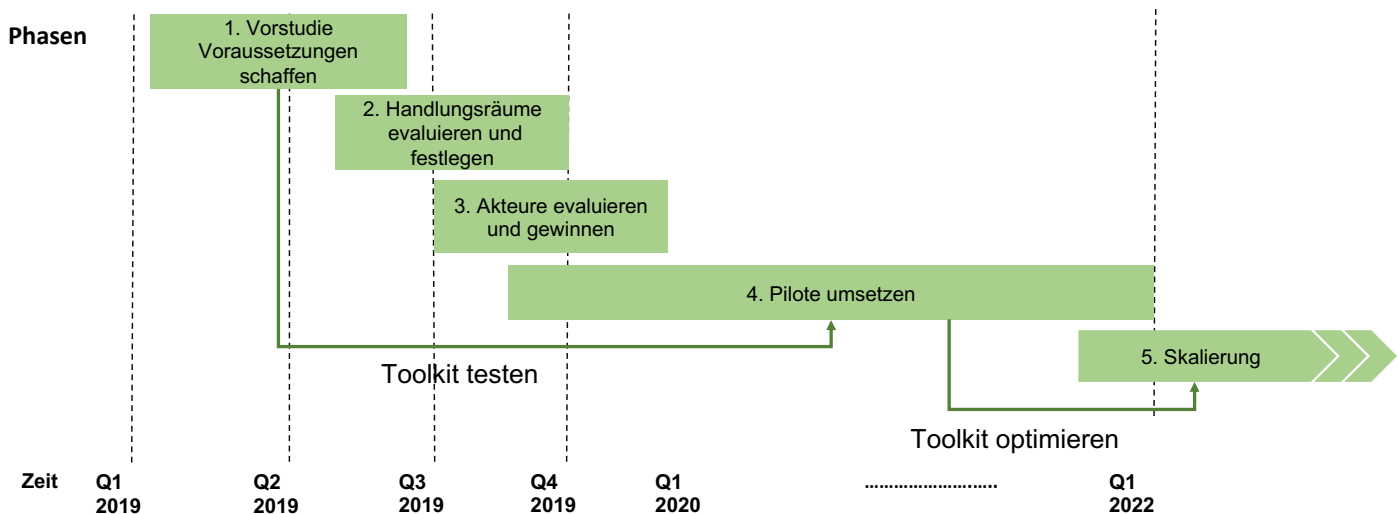 Phasen
1. Vorstudie
Voraussetzungen
schaffen
2. Handlungsräume
evaluieren und
festlegen
3. Akteure evaluieren
und gewinnen
4. Pilote umsetzen
5. Skalierung
Toolkit testen
Toolkit optimieren
Zeit
Q1
2019
Q2
2019
Q3
2019
Q4
2019
Q1
2020
……………………..
Q1
2022